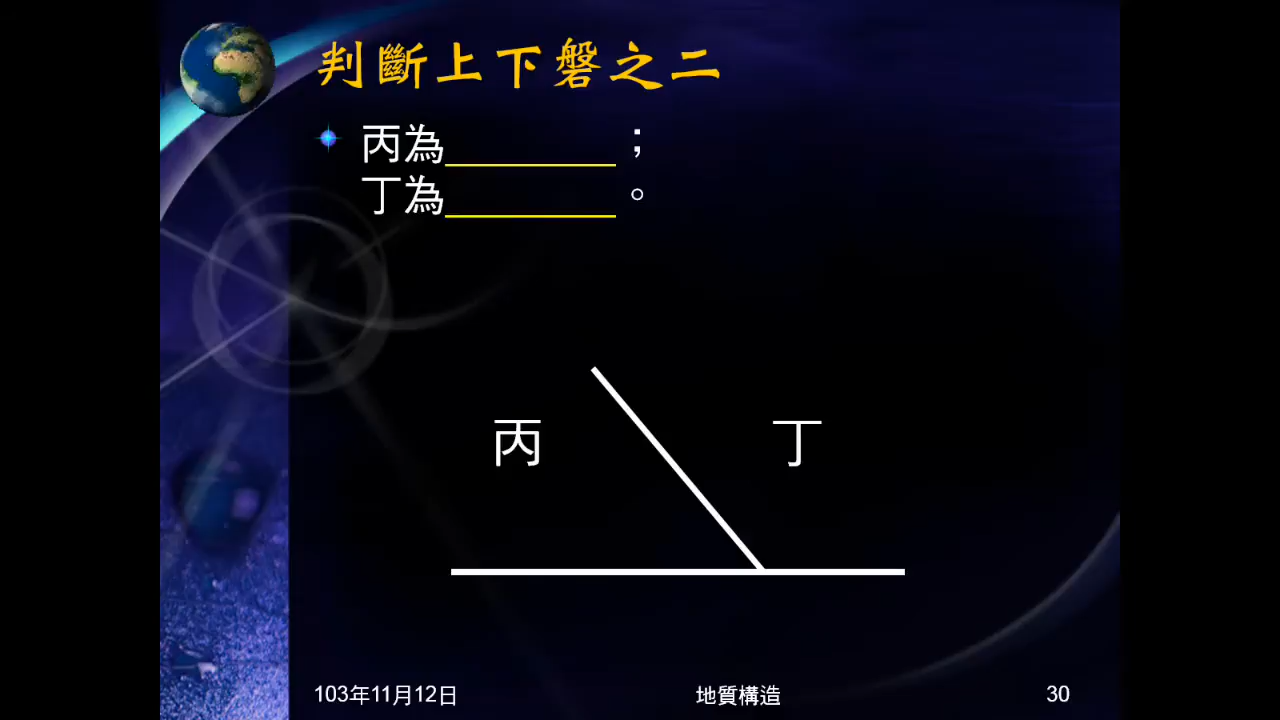 判斷上下磐之二
丙為________；
丁為________。
丙
丁
103年11月12日
地質構造
30